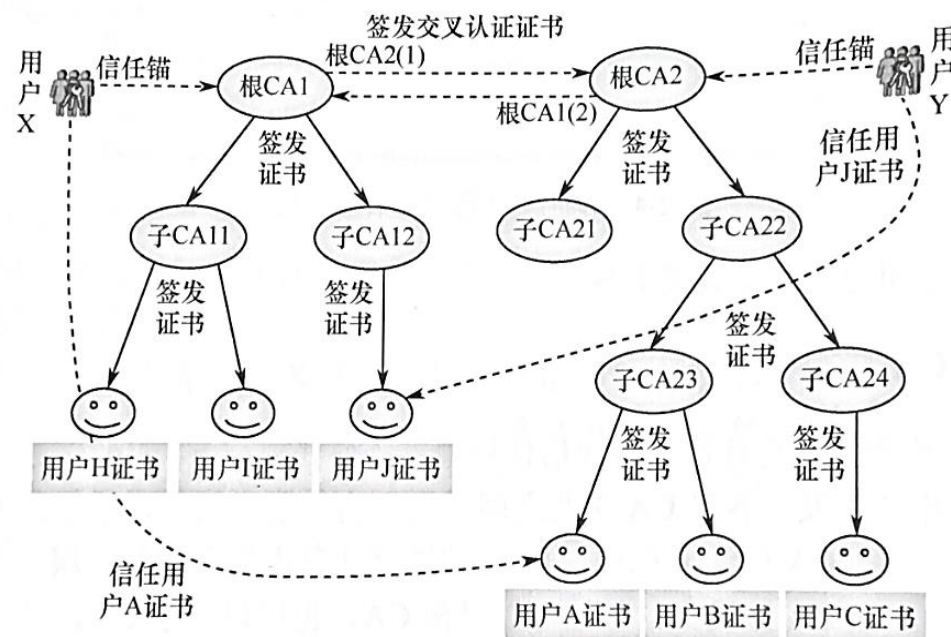 签发交叉认证证书
根CA2(1)
用
户
X
信任锚
根CA1
根CA2
信任锚
用
户
Y
根CA1(2)
签发
证书
签发
证书
信任用
户J证书
子CA11
子CA12
子CA21
子CA22
签发
证书
签发
证书
签发
证书
子CA23
子CA24
用户H证书
用户I证书
用户J证书
签发
证书
签发
证书
信任用
户A证书
用户A证书
用户B证书
用户C证书